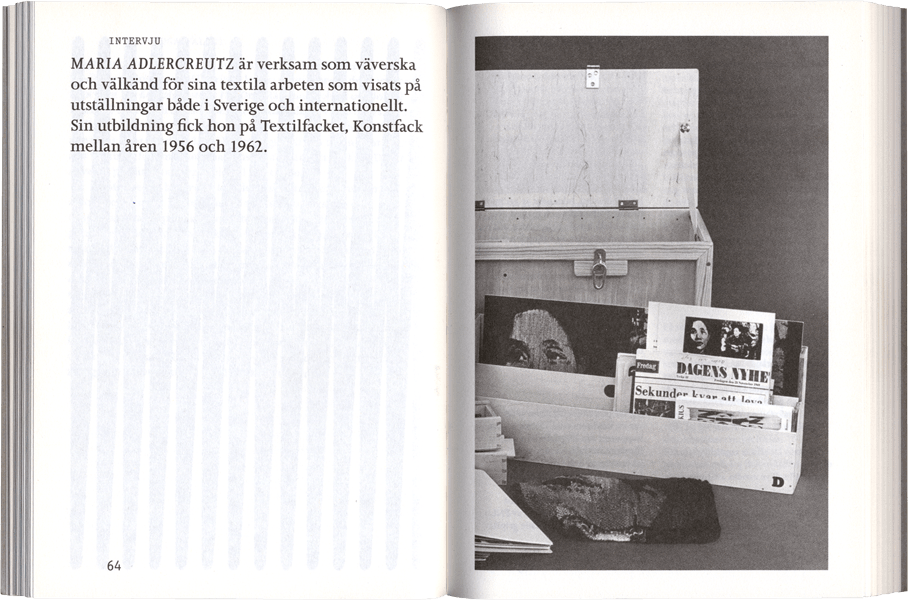 INTERVJU
MARIA ADLERCREUTZ är verksam som väverska
och välkänd för sina textila arbeten som visats på
utställningar både i Sverige och internationellt.
Sin utbildning fick hon på Textilfacket, Konstfack
mellan åren 1956 och 1962.
64
Fredag
DAGENS NYHE
Sekunder kvar att leva
D